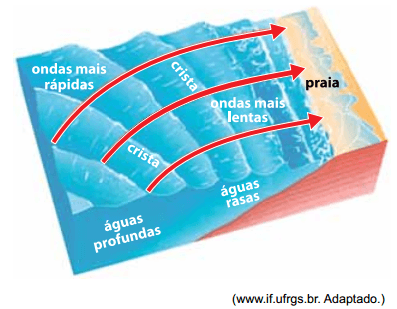 ondas mais
rápidas
crista
praia
ondas mais
lentas
crista
águas
rasas
águas
profundas
(www.if.ufrgs.br. Adaptado.)